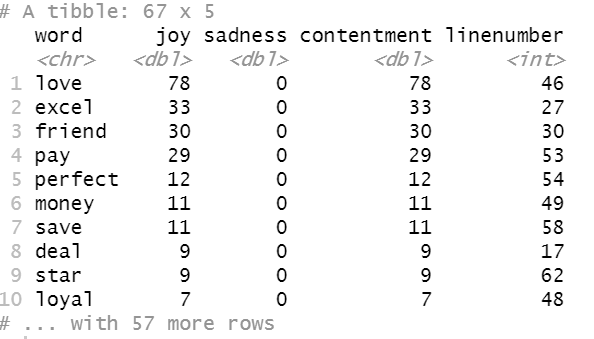 # A tibble: 67 x 5
word joy sadness contentment linenumber
<chr> <dbl> <dbl> <dbl> <int>
1 love 78 0 78 46
2 excel 33 0 33 27
3 friend 30 0 30 30
4 pay 29 0 29 53
5 perfect 12 0 12 54
6 money 11 0 11 49
7 save 11 0 11 58
8 deal 9 0 9 17
9 star 9 0 9 62
10 loyal 7 0 7 48
# ... with 57 more rows